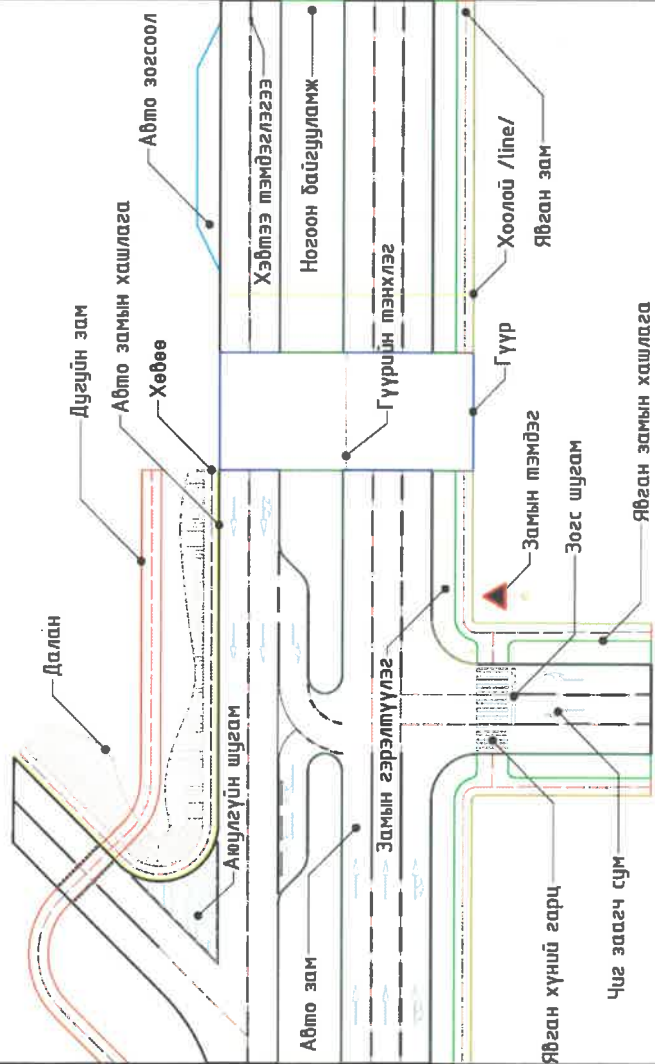 Далан
Дугуйн зам
Авто замын хашлага
Хөвөө
Авто зогсоол
Аюулгүйн шугам
Хэвтээ тэмдэглэгээ
Ногоон байгууламж
Гүүрийн тэнхлэг
Хоолой /line/
Явган зам
Гүүр
Авто зам
Замын гэрэлтүүлэг
Замын тэмдэг
Зогс шугам
Явган замын хашлага
Явган хүний гарц
Чиг заагч сум